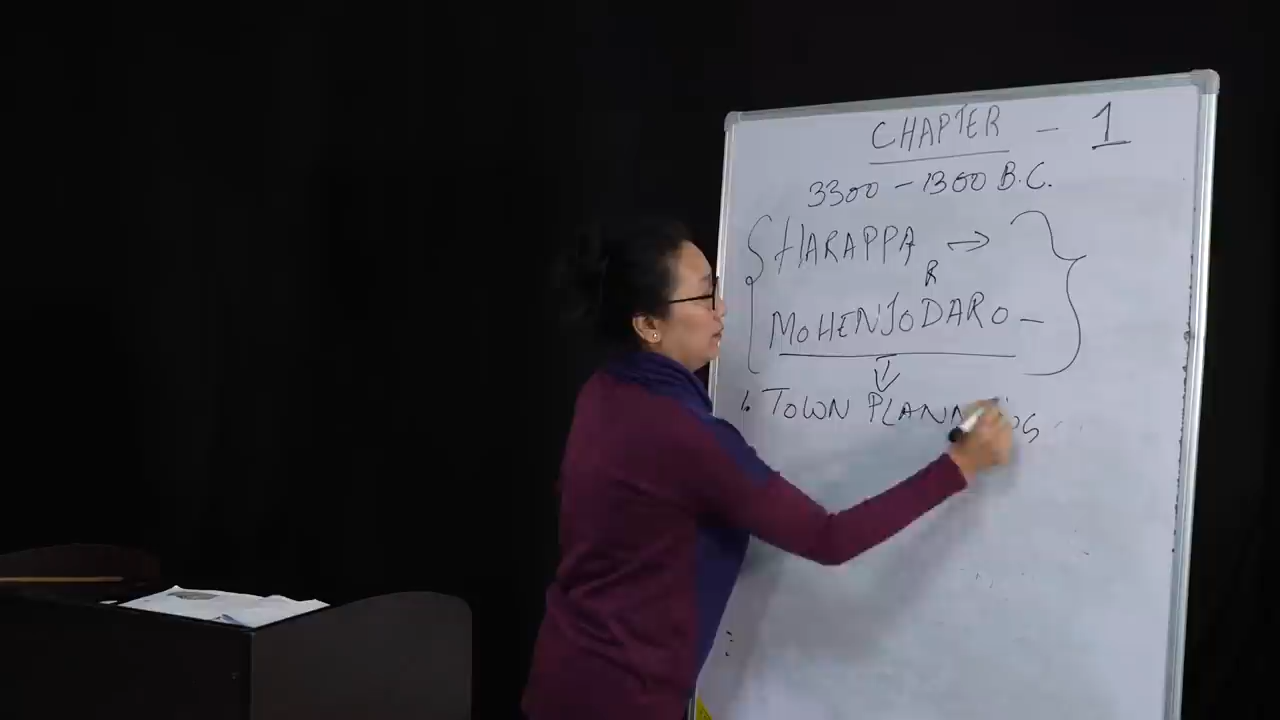 CHAPTER - 1
3300 - 1300 B.C.
HARAPPA →
R
MOHENJODARO -
1. TOWN